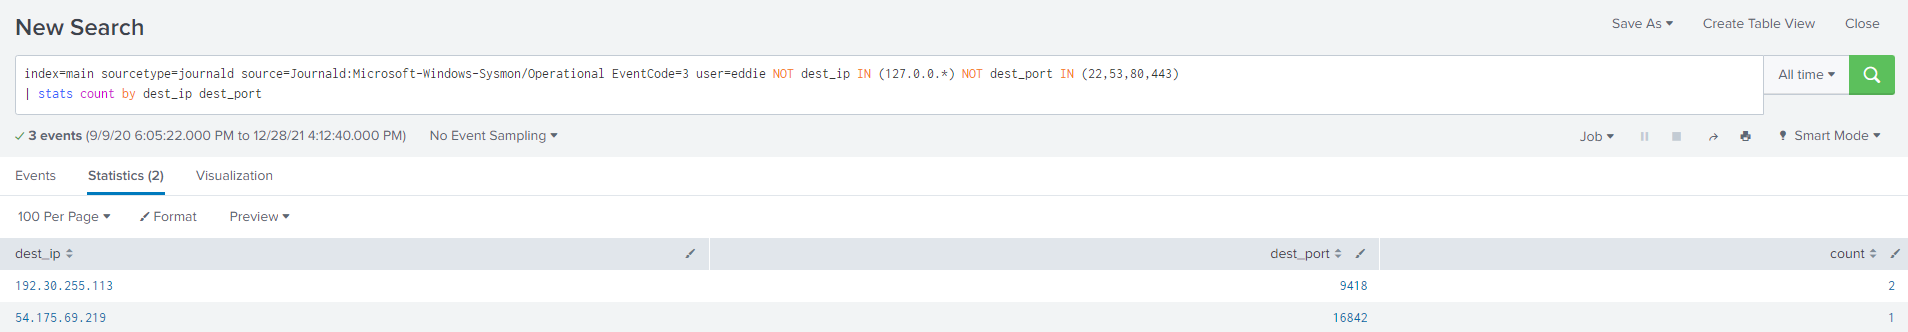 New Search
Save As Create Table View Close
index=main sourcetype=journald source=Journald:Microsoft-Windows-Sysmon/Operational EventCode=3 user=eddie NOT dest_ip IN (127.0.0.*) NOT dest_port IN (22,53,80,443)
| stats count by dest_ip dest_port
All time
3 events (9/9/20 6:05:22.000 PM to 12/28/21 4:12:40.000 PM) No Event Sampling
Job Smart Mode
Events Statistics (2) Visualization
100 Per Page Format Preview
dest_ip dest_port count
192.30.255.113 9418 2
54.175.69.219 16842 1